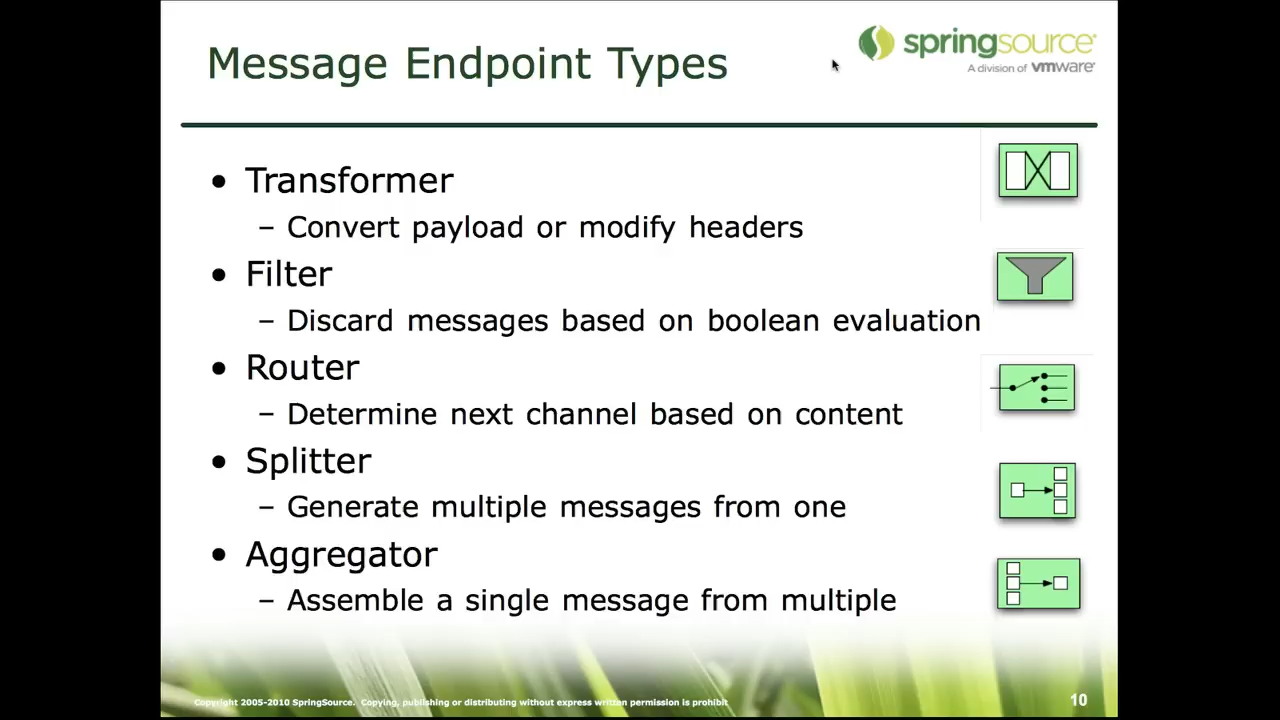 Message Endpoint Types
springsource
A division of vmware
• Transformer
– Convert payload or modify headers
• Filter
– Discard messages based on boolean evaluation
• Router
– Determine next channel based on content
• Splitter
– Generate multiple messages from one
• Aggregator
– Assemble a single message from multiple
Copyright 2005-2010 SpringSource. Copying, publishing or distributing without express written permission is prohibit
10